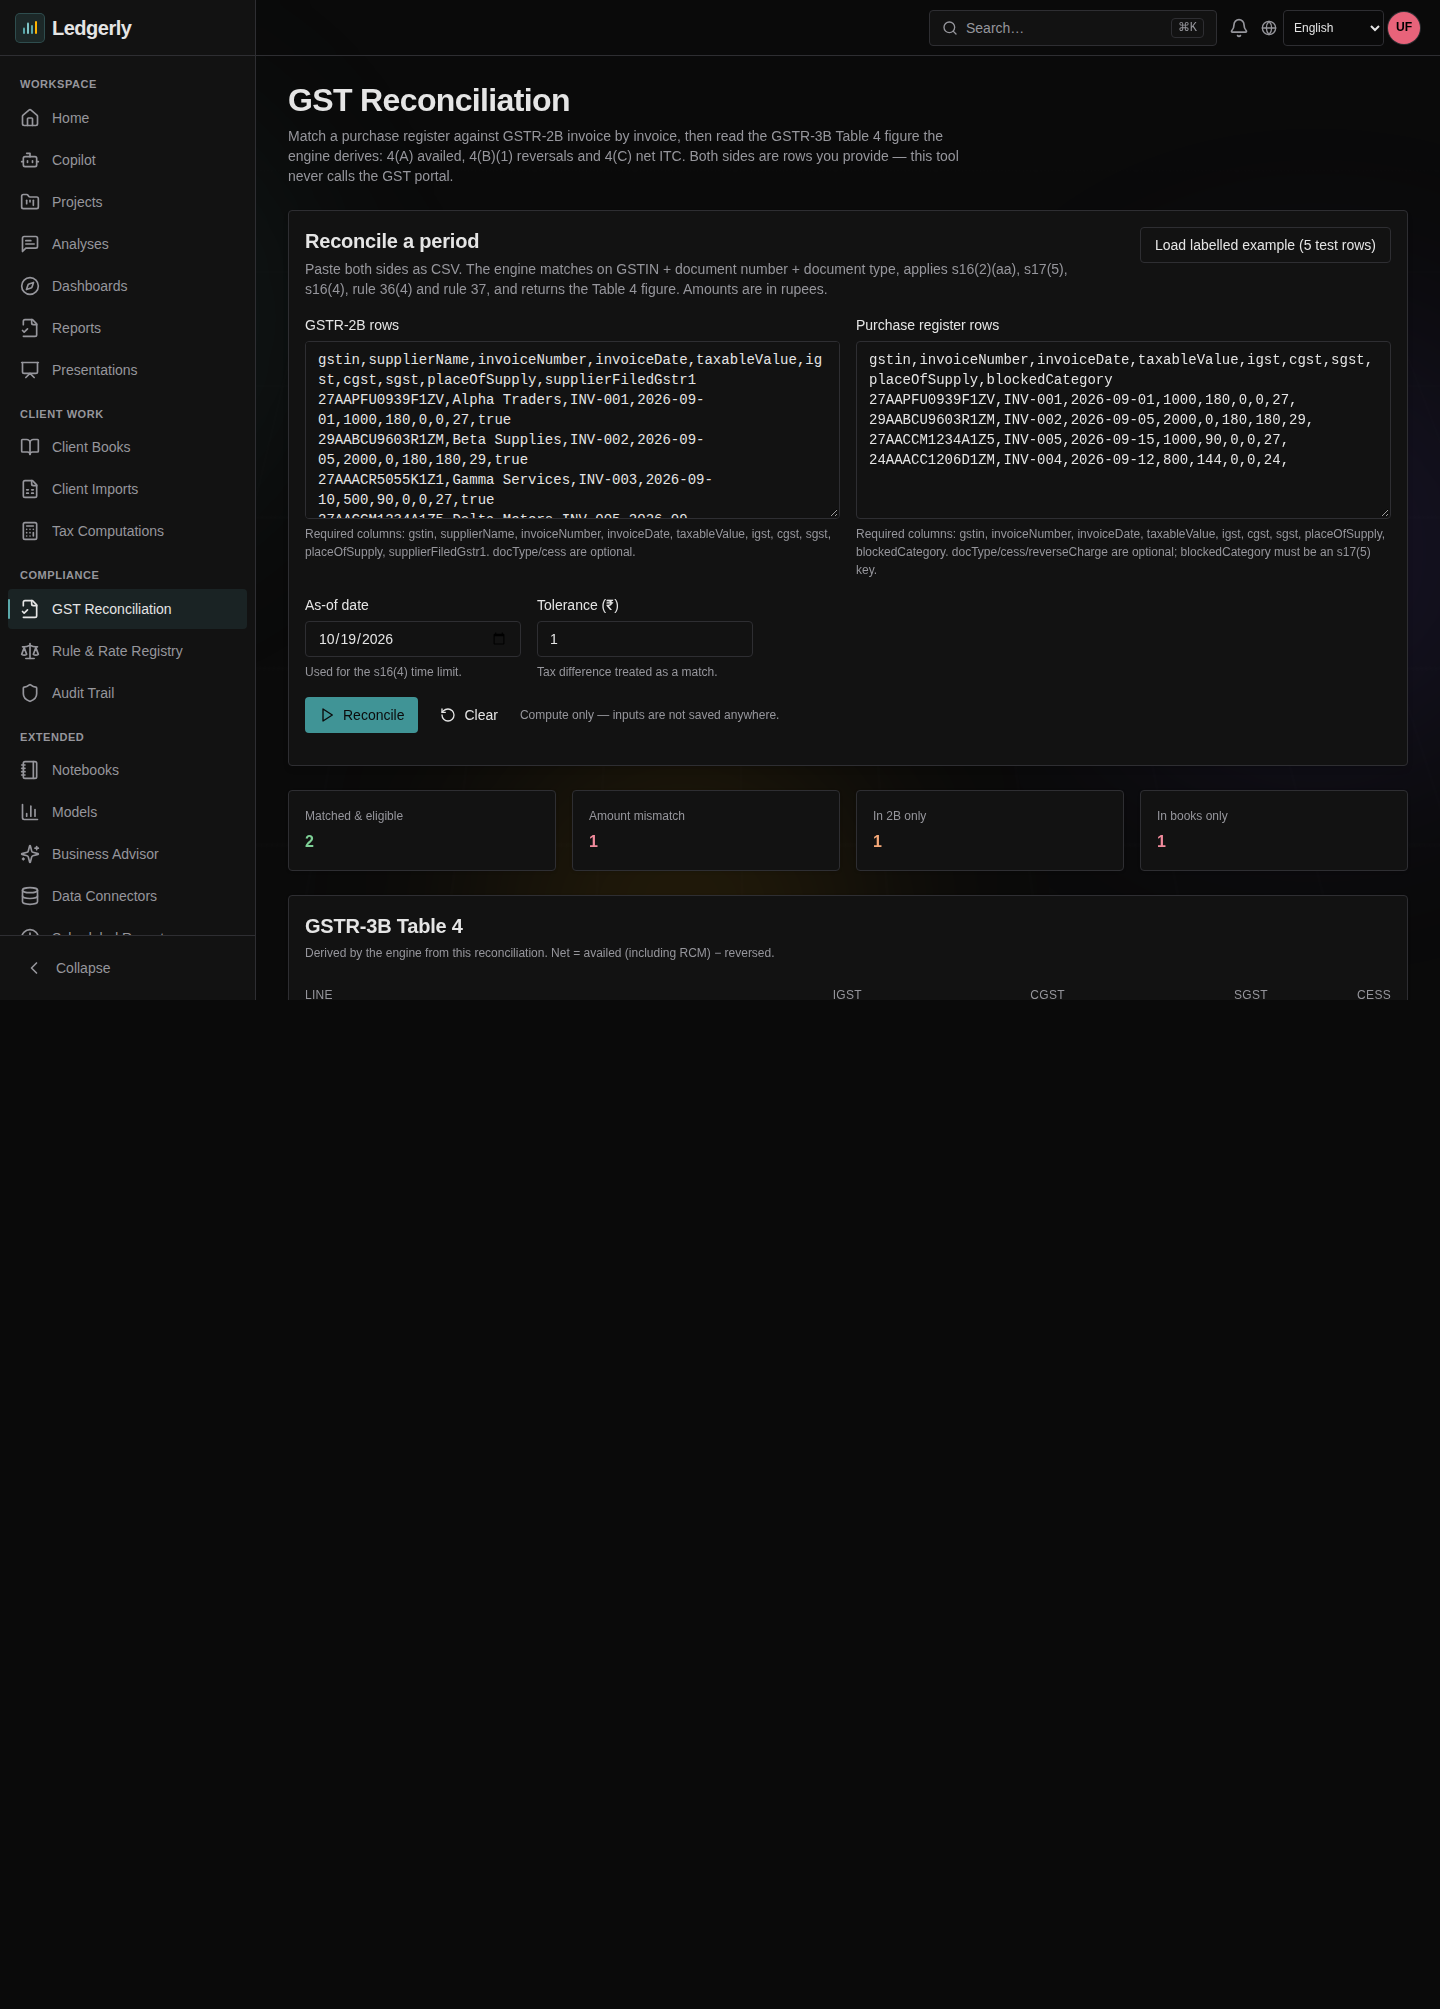 Ledgerly
Search…
⌘K
English
UF
WORKSPACE
Home
Copilot
Projects
Analyses
Dashboards
Reports
Presentations
CLIENT WORK
Client Books
Client Imports
Tax Computations
COMPLIANCE
GST Reconciliation
Rule & Rate Registry
Audit Trail
EXTENDED
Notebooks
Models
Business Advisor
Data Connectors
Collapse
GST Reconciliation
Match a purchase register against GSTR-2B invoice by invoice, then read the GSTR-3B Table 4 figure the
engine derives: 4(A) availed, 4(B)(1) reversals and 4(C) net ITC. Both sides are rows you provide — this tool
never calls the GST portal.
Reconcile a period
Load labelled example (5 test rows)
Paste both sides as CSV. The engine matches on GSTIN + document number + document type, applies s16(2)(aa), s17(5),
s16(4), rule 36(4) and rule 37, and returns the Table 4 figure. Amounts are in rupees.
GSTR-2B rows
gstin,supplierName,invoiceNumber,invoiceDate,taxableValue,ig
st,cgst,sgst,placeOfSupply,supplierFiledGstr1
27AAPFU0939F1ZV,Alpha Traders,INV-001,2026-09-
01,1000,180,0,0,27,true
29AABCU9603R1ZM,Beta Supplies,INV-002,2026-09-
05,2000,0,180,180,29,true
27AAACR5055K1Z1,Gamma Services,INV-003,2026-09-
10,500,90,0,0,27,true
27AACCM1234A1Z5,Delta Motors,INV-005,2026-09-
Required columns: gstin, supplierName, invoiceNumber, invoiceDate, taxableValue, igst, cgst, sgst,
placeOfSupply, supplierFiledGstr1. docType/cess are optional.
Purchase register rows
gstin,invoiceNumber,invoiceDate,taxableValue,igst,cgst,sgst,
placeOfSupply,blockedCategory
27AAPFU0939F1ZV,INV-001,2026-09-01,1000,180,0,0,27,
29AABCU9603R1ZM,INV-002,2026-09-05,2000,0,180,180,29,
27AACCM1234A1Z5,INV-005,2026-09-15,1000,90,0,0,27,
24AAACC1206D1ZM,INV-004,2026-09-12,800,144,0,0,24,
Required columns: gstin, invoiceNumber, invoiceDate, taxableValue, igst, cgst, sgst, placeOfSupply,
blockedCategory. docType/cess/reverseCharge are optional; blockedCategory must be an s17(5)
key.
As-of date
10/19/2026
Used for the s16(4) time limit.
Tolerance (₹)
1
Tax difference treated as a match.
Reconcile
Clear
Compute only — inputs are not saved anywhere.
Matched & eligible
2
Amount mismatch
1
In 2B only
1
In books only
1
GSTR-3B Table 4
Derived by the engine from this reconciliation. Net = availed (including RCM) − reversed.
LINE IGST CGST SGST CESS